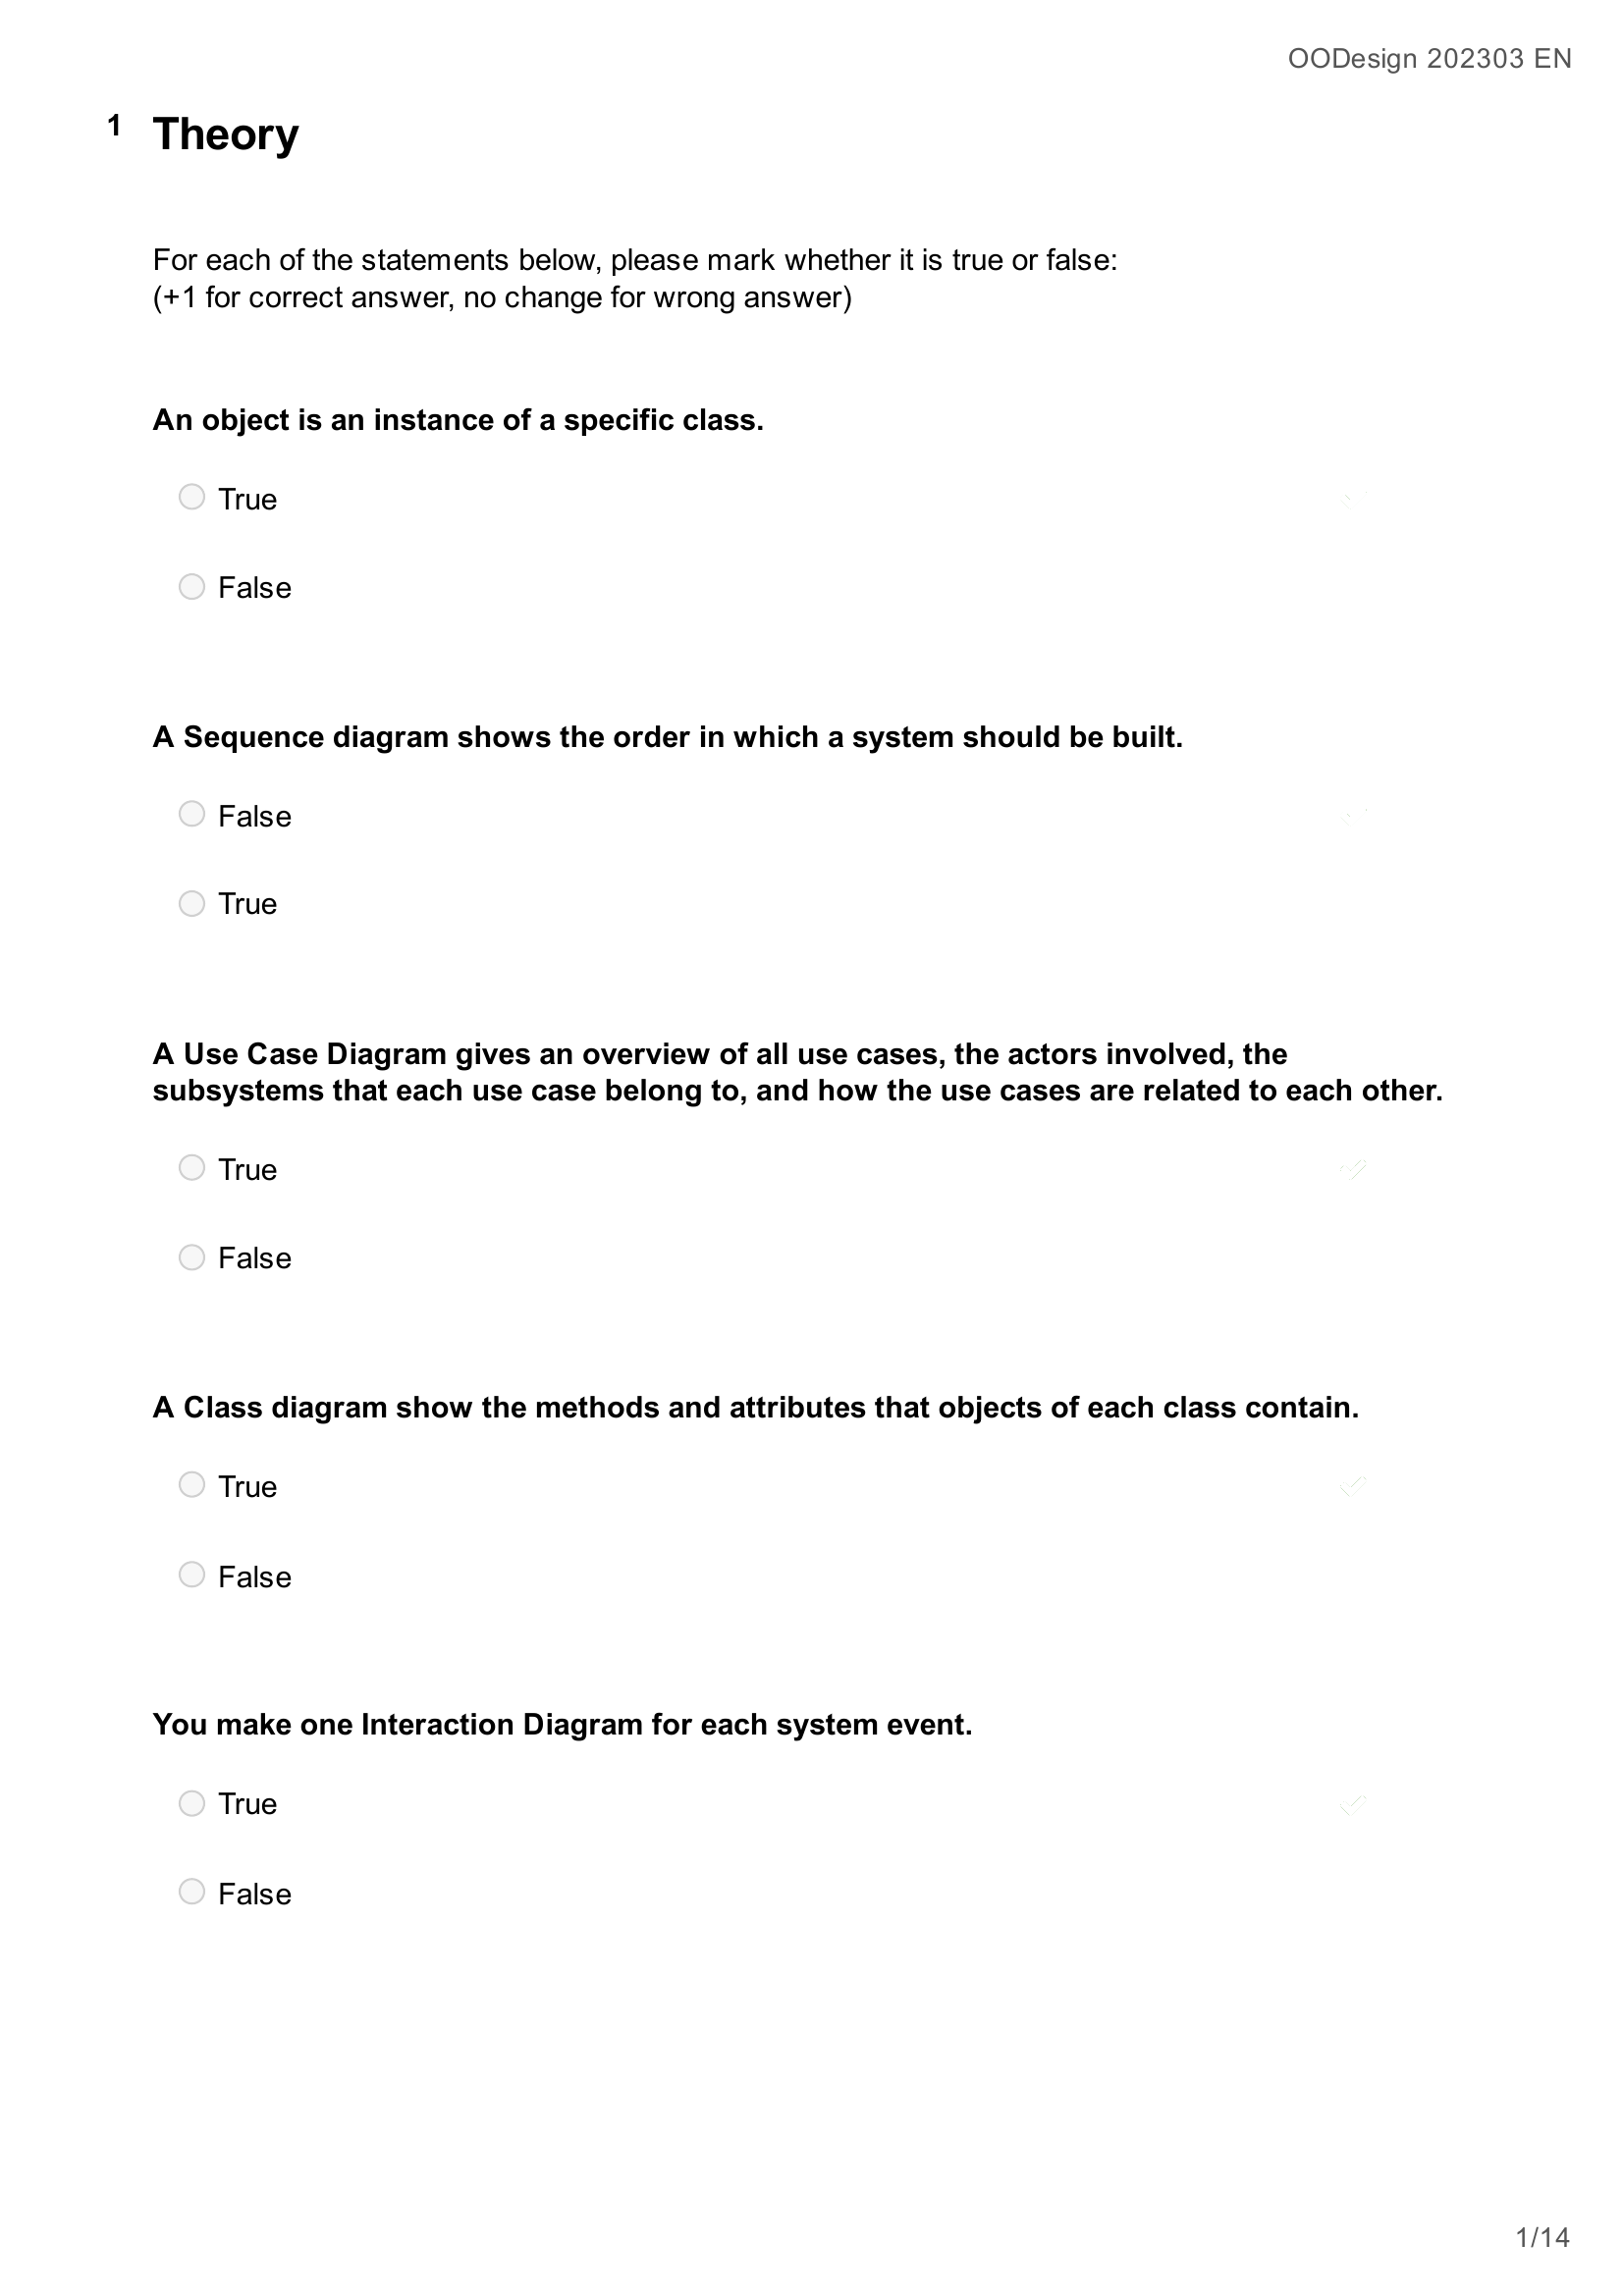 OODesign 202303 EN
1 Theory
For each of the statements below, please mark whether it is true or false:
(+1 for correct answer, no change for wrong answer)
An object is an instance of a specific class.
True
False
A Sequence diagram shows the order in which a system should be built.
False
True
A Use Case Diagram gives an overview of all use cases, the actors involved, the
subsystems that each use case belong to, and how the use cases are related to each other.
True
False
A Class diagram show the methods and attributes that objects of each class contain.
True
False
You make one Interaction Diagram for each system event.
True
False
1/14